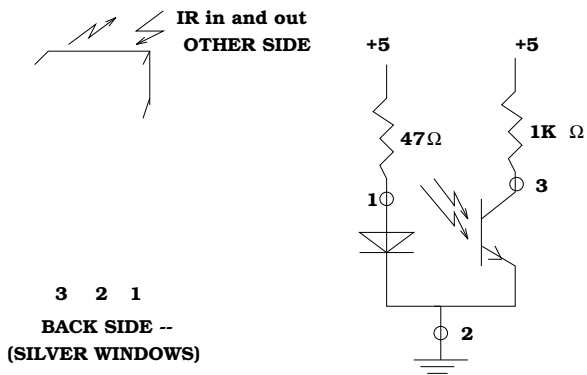 IR in and out
OTHER SIDE
+5 +5
47Ω 1K Ω
1 3
3 2 1
BACK SIDE --
(SILVER WINDOWS)
2